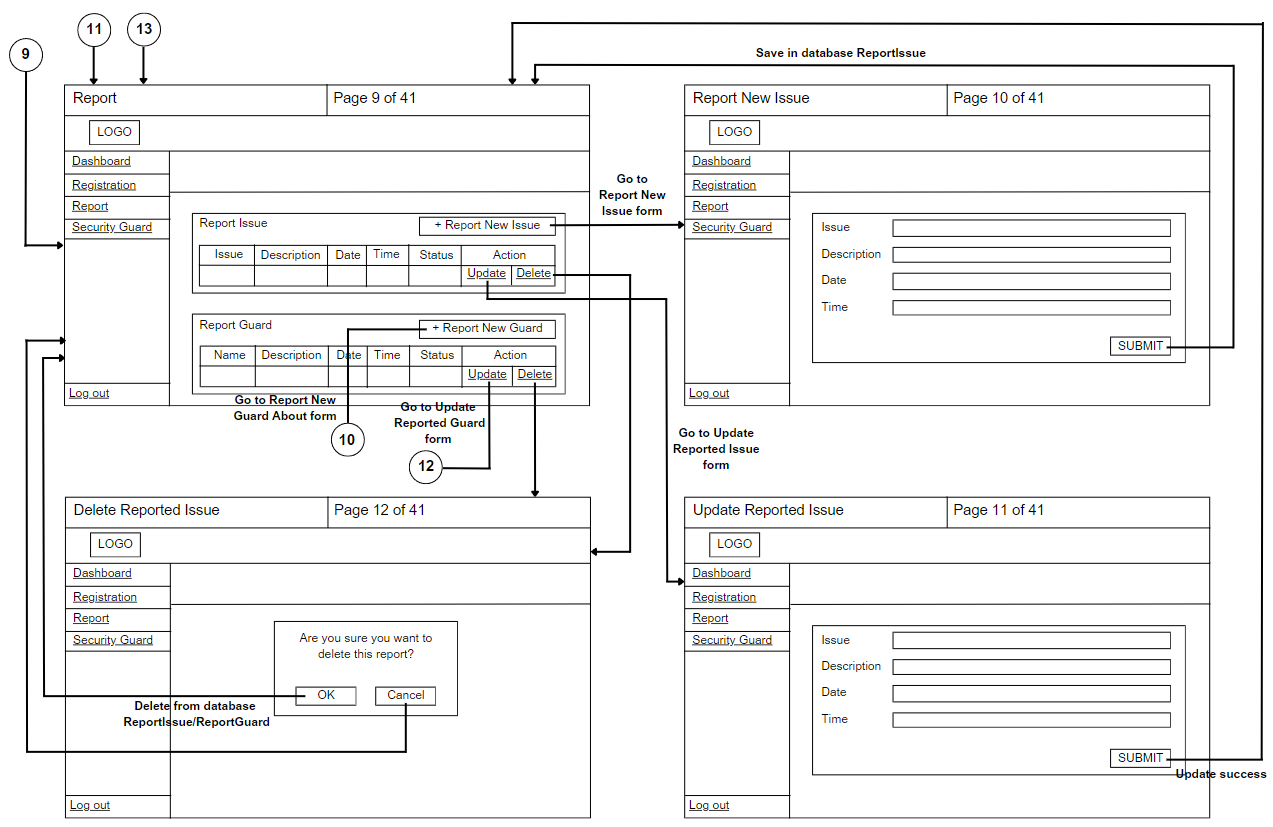 11
13
9
Save in database ReportIssue
Report
Page 9 of 41
LOGO
Dashboard
Registration
Report
Security Guard
Report Issue
+ Report New Issue
Issue
Description
Date
Time
Status
Action
Update
Delete
Report Guard
+ Report New Guard
Name
Description
Date
Time
Status
Action
Update
Delete
Log out
Go to
Report New
Issue form
Report New Issue
Page 10 of 41
LOGO
Dashboard
Registration
Report
Security Guard
Issue
Description
Date
Time
SUBMIT
Log out
Go to Report New
Guard About form
10
Go to Update
Reported Guard
form
12
Go to Update
Reported Issue
form
Delete Reported Issue
Page 12 of 41
LOGO
Dashboard
Registration
Report
Security Guard
Are you sure you want to
delete this report?
OK
Cancel
Delete from database
ReportIssue/ReportGuard
Log out
Update Reported Issue
Page 11 of 41
LOGO
Dashboard
Registration
Report
Security Guard
Issue
Description
Date
Time
SUBMIT
Update success
Log out